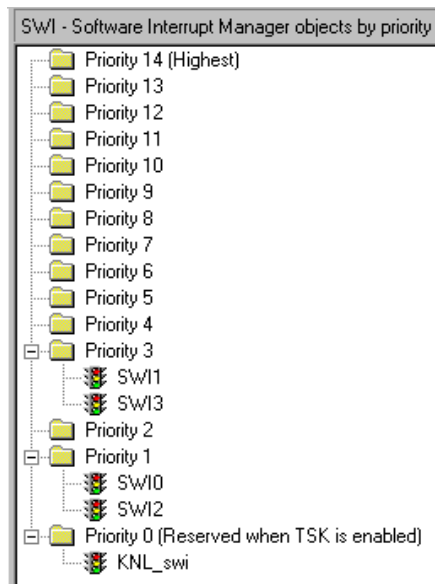 SWI - Software Interrupt Manager objects by priority
Priority 14 (Highest)
Priority 13
Priority 12
Priority 11
Priority 10
Priority 9
Priority 8
Priority 7
Priority 6
Priority 5
Priority 4
Priority 3
SWI1
SWI3
Priority 2
Priority 1
SWI0
SWI2
Priority 0 (Reserved when TSK is enabled)
KNL_swi